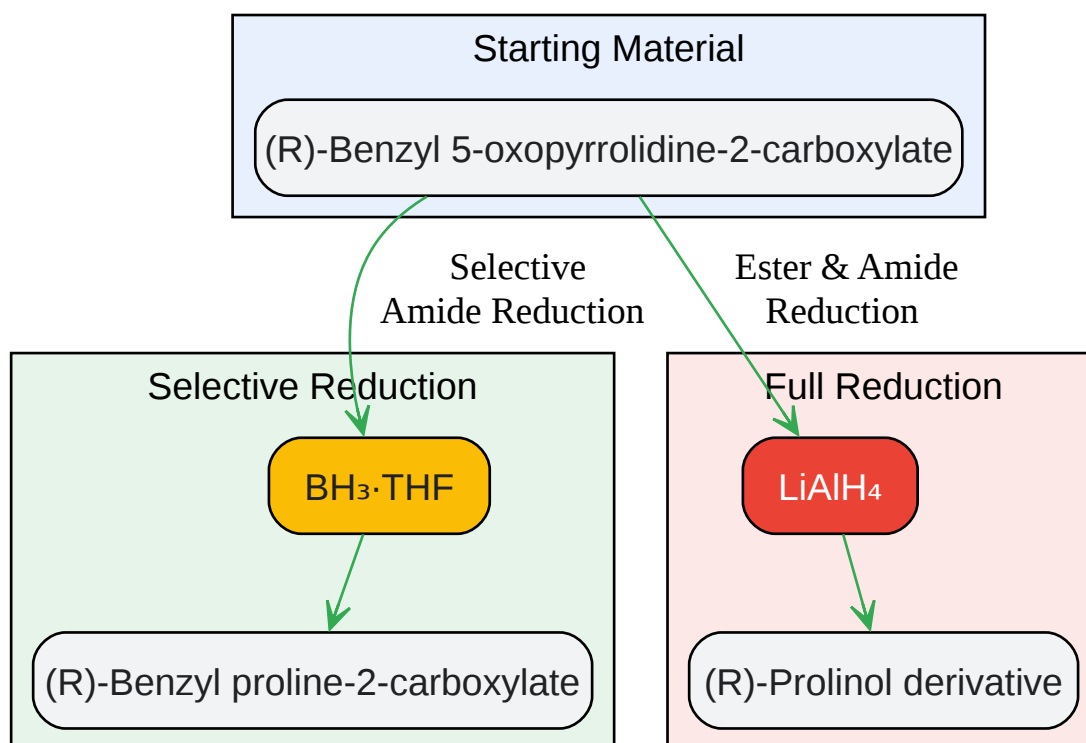 Starting Material
(R)-Benzyl 5-oxopyrrolidine-2-carboxylate
Selective
Amide Reduction
Ester & Amide
Reduction
Selective Reduction
Full Reduction
BH₃·THF
LiAlH₄
(R)-Benzyl proline-2-carboxylate
(R)-Prolinol derivative